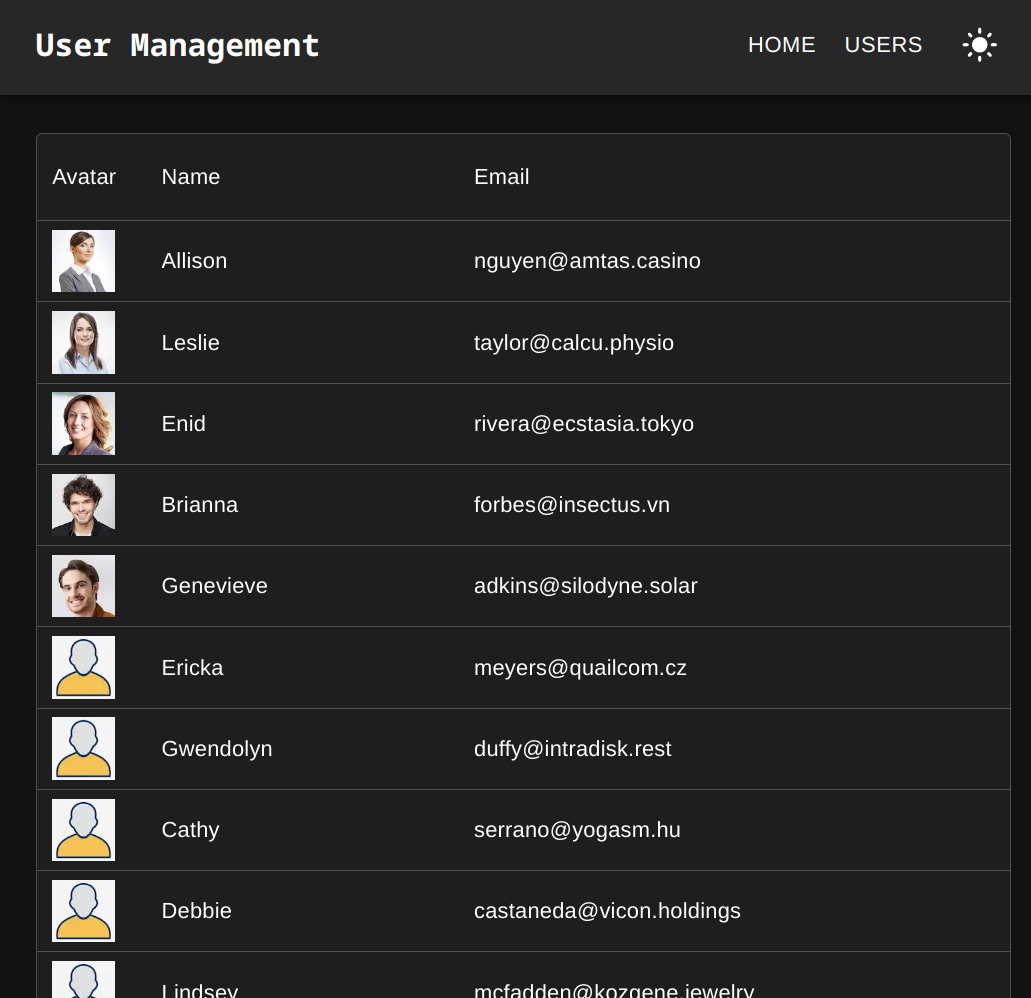 User Management HOME USERS
Avatar Name Email
Allison nguyen@amtas.casino
Leslie taylor@calcu.physio
Enid rivera@ecstasia.tokyo
Brianna forbes@insectus.vn
Genevieve adkins@silodyne.solar
Ericka meyers@quailcom.cz
Gwendolyn duffy@intradisk.rest
Cathy serrano@yogasm.hu
Debbie castaneda@vicon.holdings
Lindsey mcfadden@kozgene.jewelry